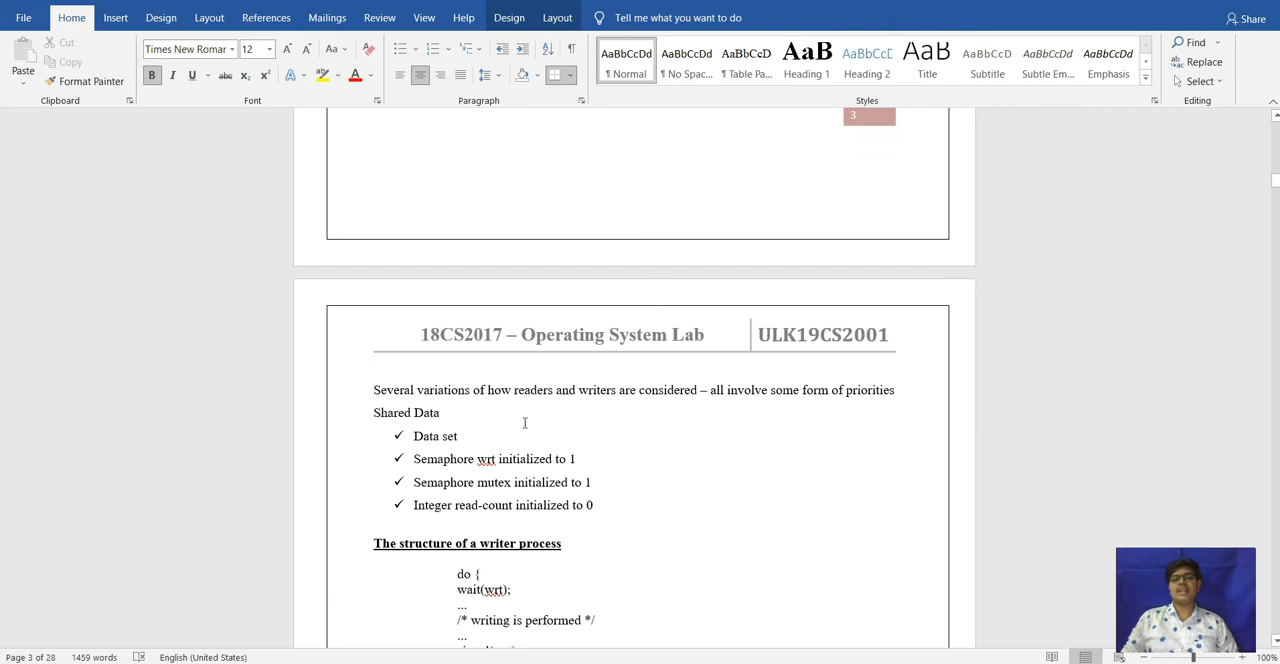 File Home Insert Design Layout References Mailings Review View Help Design Layout Tell me what you want to do Share
Cut
Copy
Format Painter
Paste
Clipboard
Times New Romar 12
Font
Paragraph
AaBbCcDd AaBbCcDd AaBbCcD AaB AaBbCcC AaB AaBbCcD AaBbCcDd AaBbCcDd
¶ Normal ¶ No Spac... ¶ Table Pa... Heading 1 Heading 2 Title Subtitle Subtle Em... Emphasis
Styles
Find
Replace
Select
Editing
3
18CS2017 – Operating System Lab ULK19CS2001
Several variations of how readers and writers are considered – all involve some form of priorities
Shared Data
✓ Data set
✓ Semaphore wrt initialized to 1
✓ Semaphore mutex initialized to 1
✓ Integer read-count initialized to 0
The structure of a writer process
do {
wait(wrt);
...
/* writing is performed */
...
Page 3 of 28 1459 words English (United States) 100%